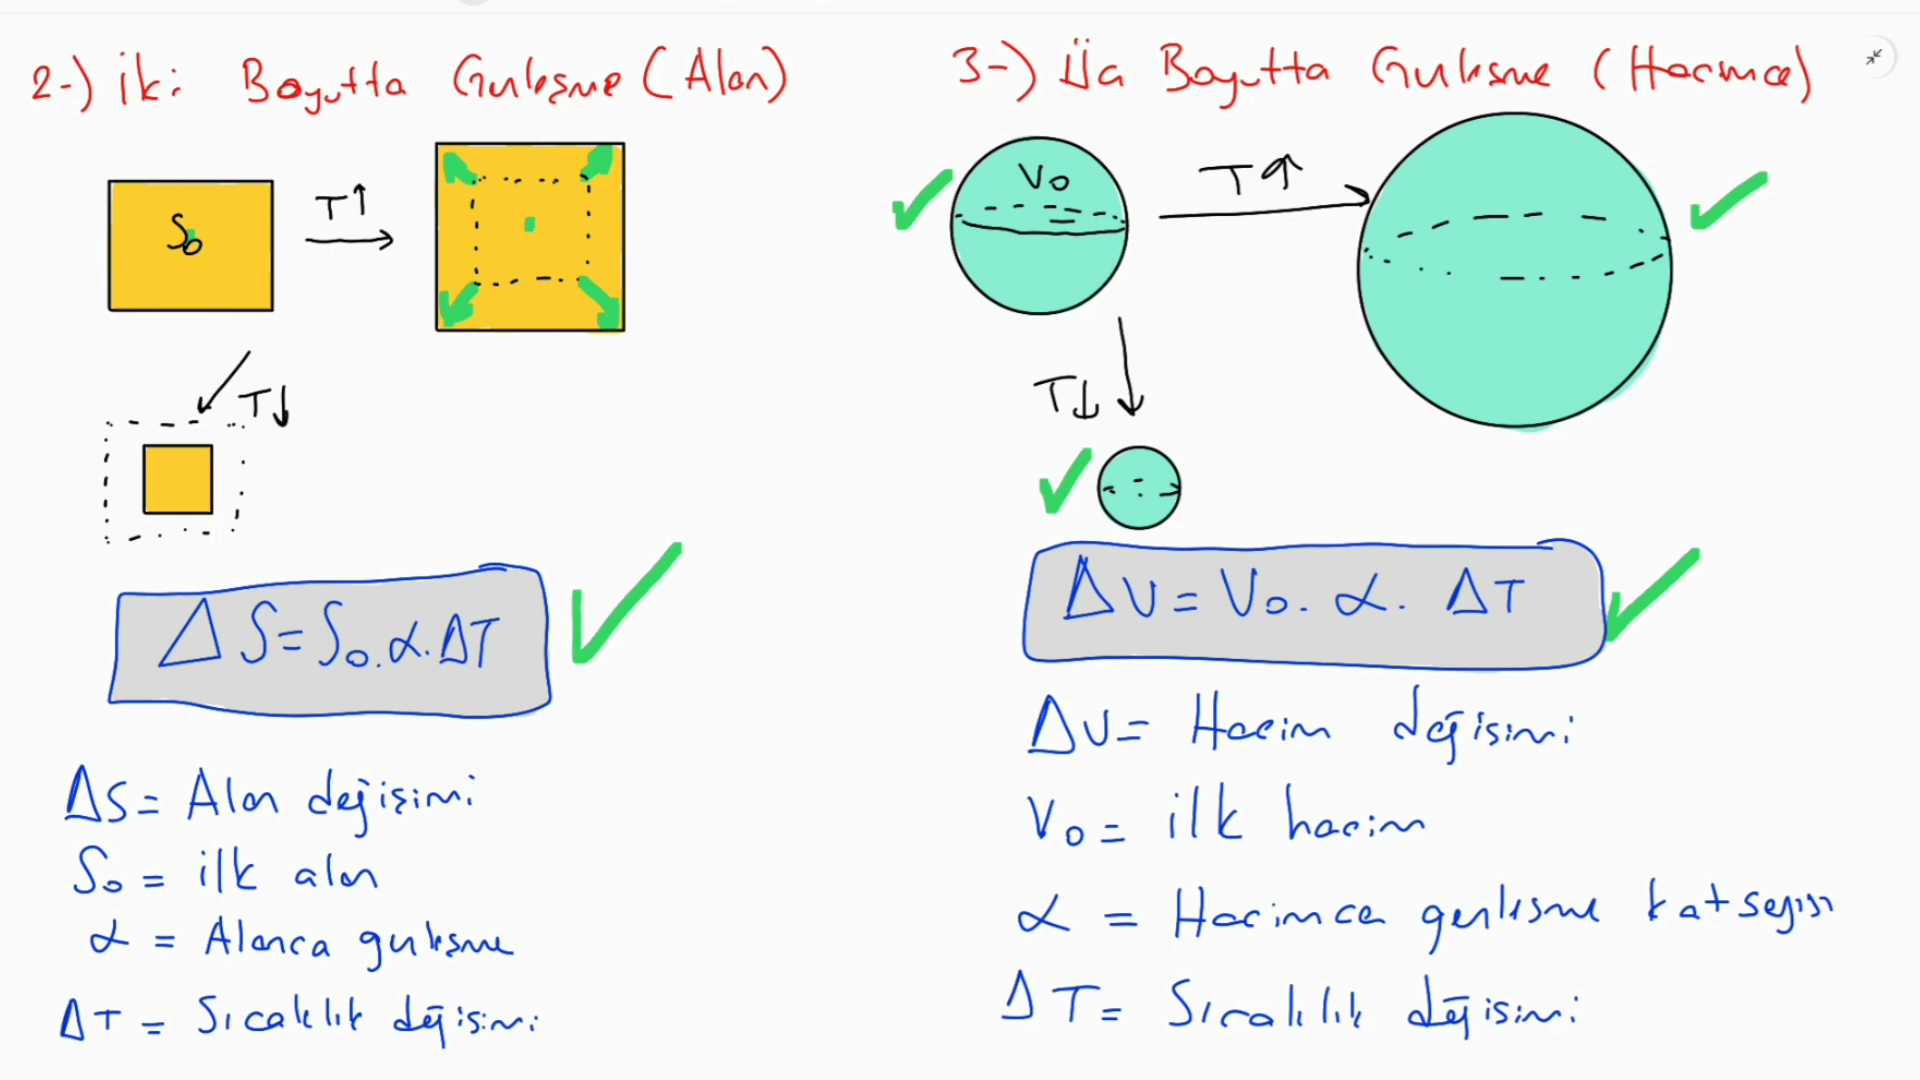 2-) iki Boyutta Genleşme (Alan)
S₀
T↑
T↓
ΔS = S₀.α.ΔT
ΔS = Alan değişimi
S₀ = ilk alan
α = Alanca genleşme
ΔT = Sıcaklık değişimi
3-) Üç Boyutta Genleşme (Hacimce)
V₀
T↑
T↓
ΔV = V₀. α. ΔT
ΔV = Hacim değişimi
V₀ = ilk hacim
α = Hacimce genleşme katsayısı
ΔT = Sıcaklık değişimi